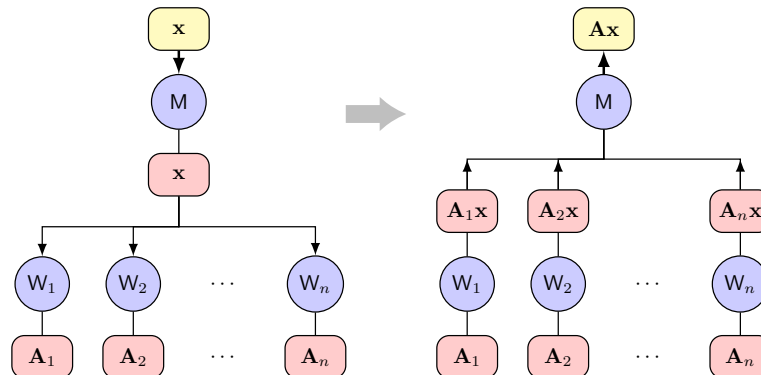 x
M
x
W₁ W₂ ··· Wₙ
A₁ A₂ ··· Aₙ
Ax
M
A₁x A₂x Aₙx
W₁ W₂ ··· Wₙ
A₁ A₂ ··· Aₙ